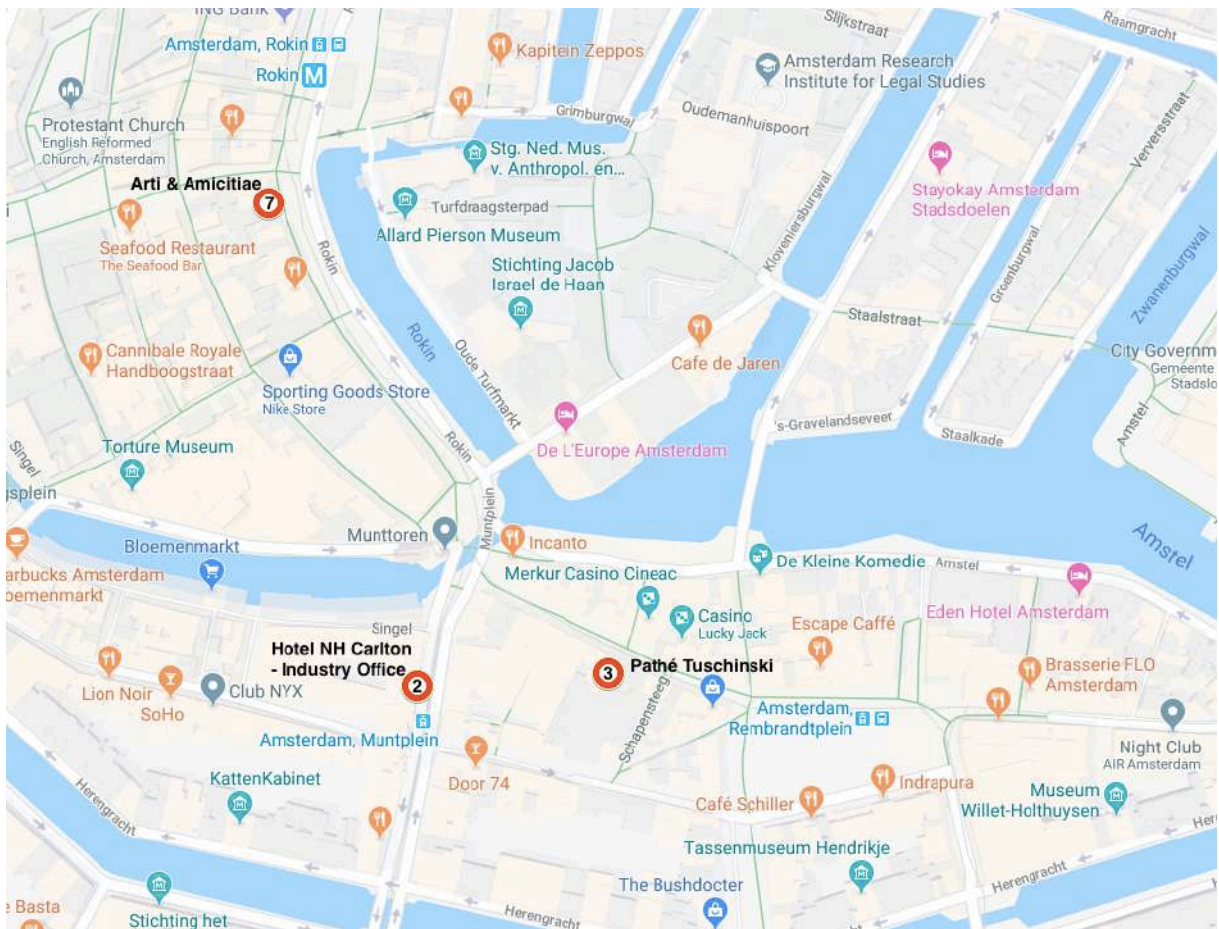 ING Bank
Amsterdam, Rokin
Rokin M
Kapitein Zeppos
Slijkstraat
Raamgracht
Amsterdam Research
Institute for Legal Studies
Protestant Church
English Reformed
Church, Amsterdam
Grimburgwal
Oudemanhuispoort
Verversstraat
Stg. Ned. Mus.
v. Anthropol. en...
Arti & Amicitiae
7
Stayokay Amsterdam
Stadsdoelen
Turfdraagsterpad
Allard Pierson Museum
Kloveniersburgwal
Groenburgwal
Zwanenburgwal
Seafood Restaurant
The Seafood Bar
Rokin
Stichting Jacob
Israel de Haan
Staalstraat
Rokin
Oude Turfmarkt
Cafe de Jaren
City Governm
Gemeente
Stadslo
Cannibale Royale
Handboogstraat
Sporting Goods Store
Nike Store
's-Gravelandseveer
Staalkade
Amstel
De L'Europe Amsterdam
Torture Museum
Rokin
Singel
gsplein
Muntplein
Munttoren
Incanto
Amstel
Bloemenmarkt
Merkur Casino Cineac
De Kleine Komedie
Amstel
arbucks Amsterdam
oemenmarkt
Eden Hotel Amsterdam
Casino
Lucky Jack
Escape Caffé
Singel
Hotel NH Carlton
- Industry Office
2
3
Pathé Tuschinski
Brasserie FLO
Amsterdam
Lion Noir
SoHo
Club NYX
Schapensteeg
Amsterdam,
Rembrandtplein
Amsterdam, Muntplein
Night Club
AIR Amsterdam
KattenKabinet
Door 74
Indrapura
Café Schiller
Museum
Willet-Holthuysen
Herengracht
Here
Tassenmuseum Hendrikje
The Bushdocter
Herengracht
Herengracht
e Basta
Stichting het